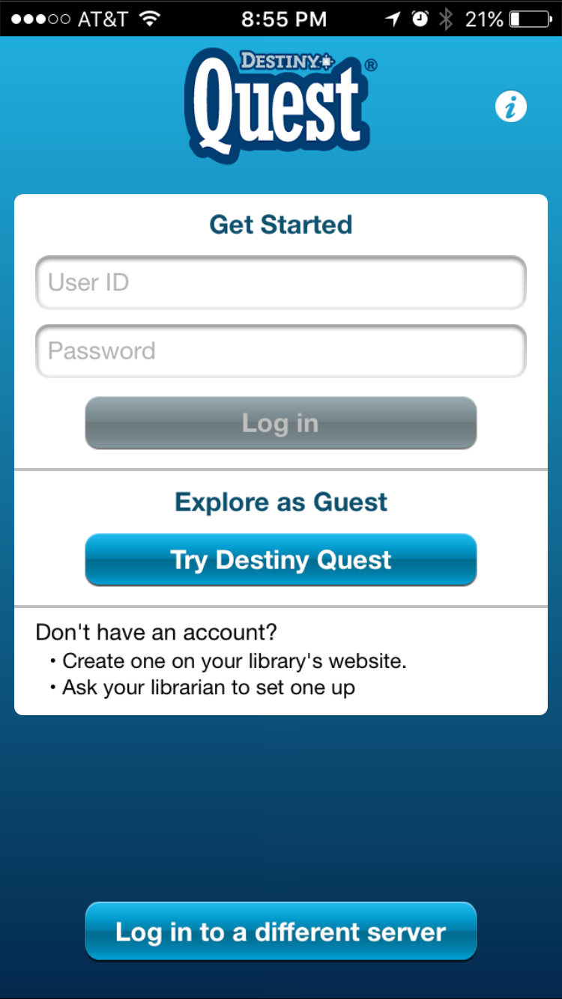 AT&T 8:55 PM 21%
DESTINY
Quest®
i
Get Started
User ID
Password
Log in
Explore as Guest
Try Destiny Quest
Don't have an account?
• Create one on your library's website.
• Ask your librarian to set one up
Log in to a different server